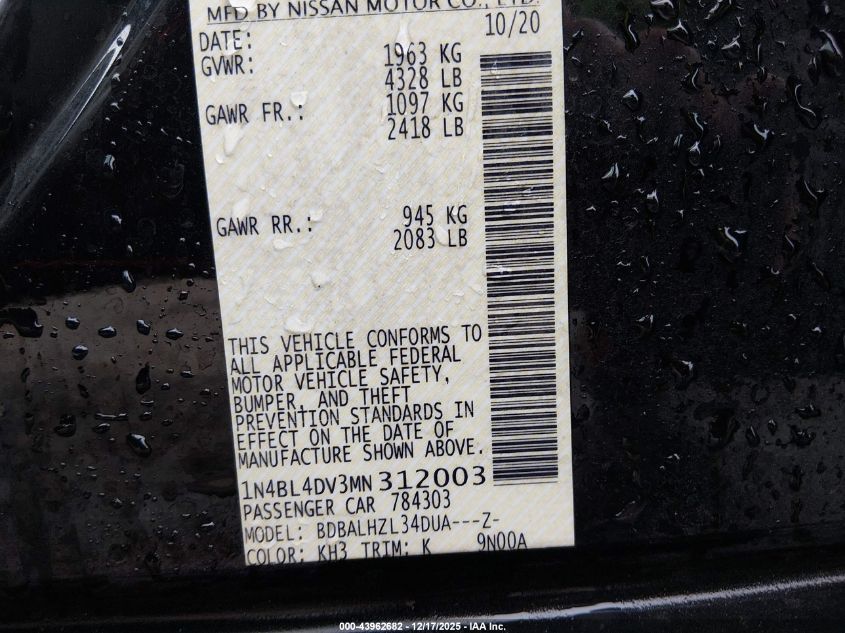 MFD BY NISSAN MOTOR CO., LTD.
DATE: 10/20
GVWR: 1963 KG
4328 LB
GAWR FR.: 1097 KG
2418 LB
GAWR RR.: 945 KG
2083 LB
THIS VEHICLE CONFORMS TO
ALL APPLICABLE FEDERAL
MOTOR VEHICLE SAFETY,
BUMPER, AND THEFT
PREVENTION STANDARDS IN
EFFECT ON THE DATE OF
MANUFACTURE SHOWN ABOVE.
1N4BL4DV3MN 312003
PASSENGER CAR 784303
MODEL: BDBALHZL34DUA---Z-
COLOR: KH3 TRIM: K 9N00A
000-43962682 - 12/17/2025 - IAA Inc.